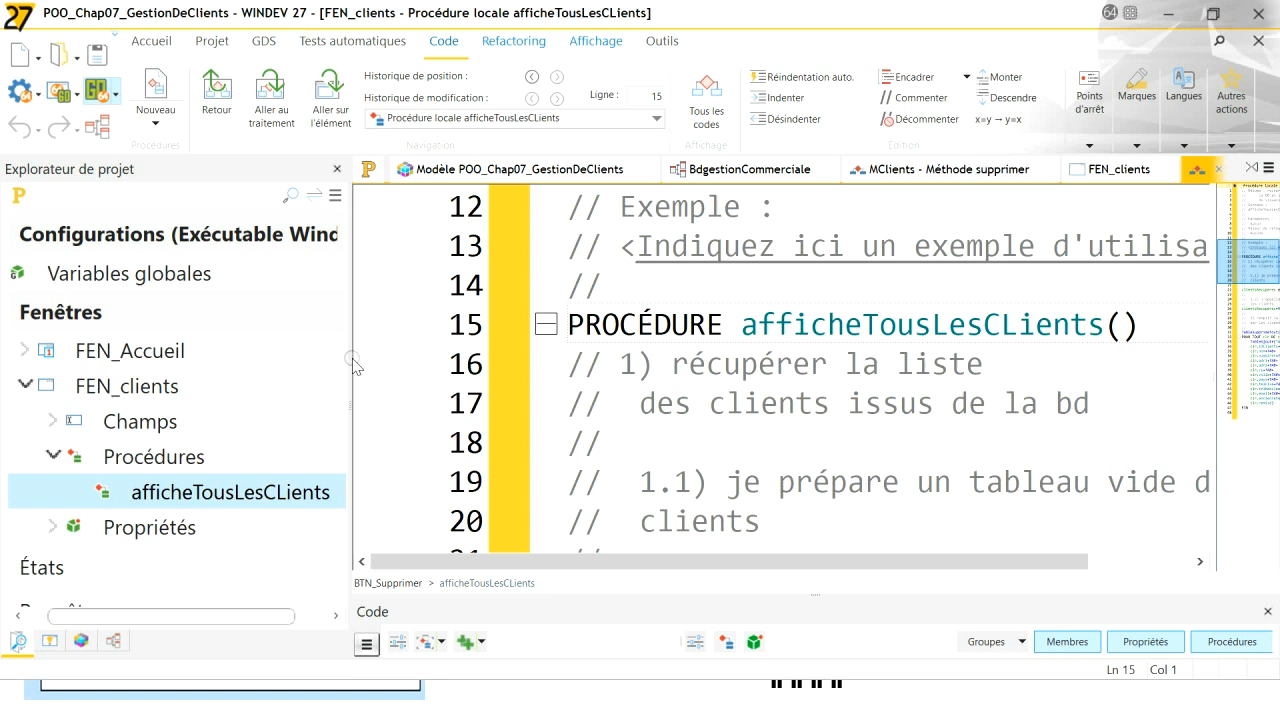 POO_Chap07_GestionDeClients - WINDEV 27 - [FEN_clients - Procédure locale afficheTousLesCLients]
27
64
Accueil Projet GDS Tests automatiques Code Refactoring Affichage Outils
Nouveau
Procédures
Retour
Aller au traitement
Aller sur l'élément
Historique de position :
Historique de modification :
Ligne : 15
Procédure locale afficheTousLesCLients
Navigation
Tous les codes
Affichage
Réindentation auto.
Indenter
Désindenter
Encadrer
Commenter
Décommenter
Monter
Descendre
x=y → y=x
Edition
Points d'arrêt
Marques
Langues
Autres actions
Explorateur de projet
Modèle POO_Chap07_GestionDeClients
BdgestionCommerciale
MClients - Méthode supprimer
FEN_clients
Configurations (Exécutable Wind
Variables globales
Fenêtres
FEN_Accueil
FEN_clients
Champs
Procédures
afficheTousLesCLients
Propriétés
États
12 // Exemple :
13 // <Indiquez ici un exemple d'utilisa
14 //
15 PROCÉDURE afficheTousLesCLients()
16 // 1) récupérer la liste
17 // des clients issus de la bd
18 //
19 // 1.1) je prépare un tableau vide d
20 // clients
BTN_Supprimer > afficheTousLesCLients
Code
Groupes Membres Propriétés Procédures
Ln 15 Col 1